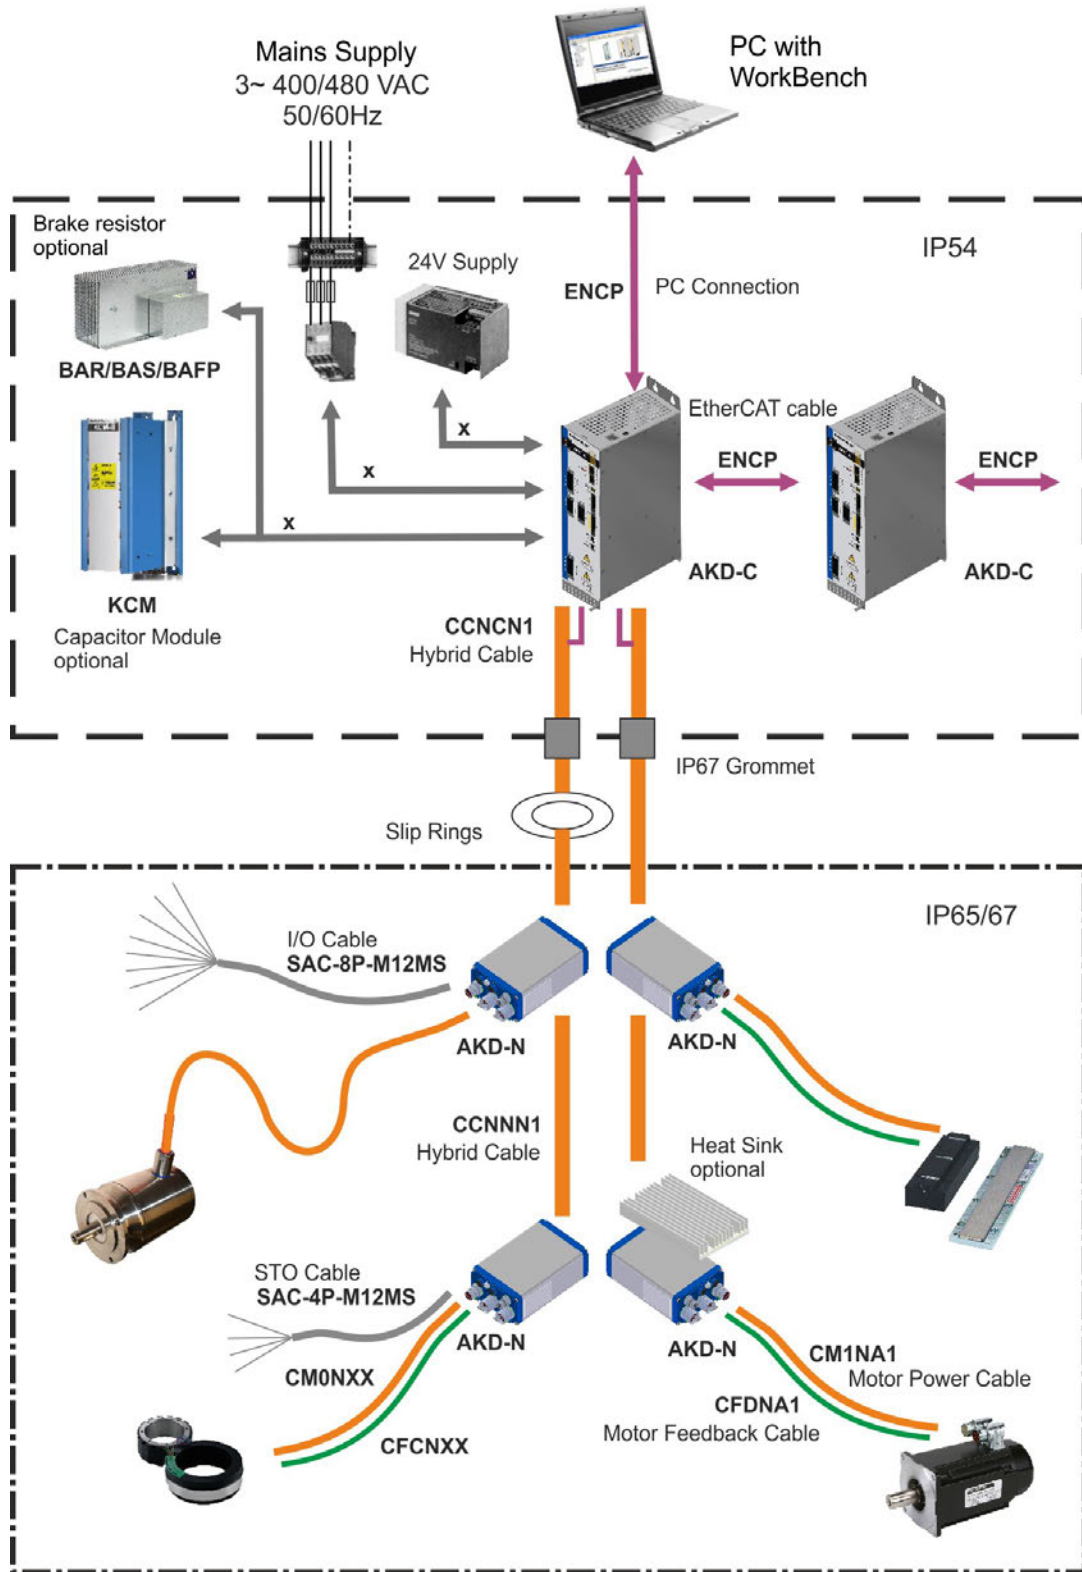 Mains Supply
3~ 400/480 VAC
50/60Hz
PC with
WorkBench
Brake resistor
optional
IP54
24V Supply
ENCP
PC Connection
BAR/BAS/BAFP
EtherCAT cable
x
ENCP
ENCP
x
x
AKD-C
AKD-C
KCM
Capacitor Module
optional
CCNCN1
Hybrid Cable
IP67 Grommet
Slip Rings
IP65/67
I/O Cable
SAC-8P-M12MS
AKD-N
AKD-N
CCNNN1
Hybrid Cable
Heat Sink
optional
STO Cable
SAC-4P-M12MS
AKD-N
AKD-N
CM1NA1
Motor Power Cable
CM0NXX
CFDNA1
Motor Feedback Cable
CFCNXX